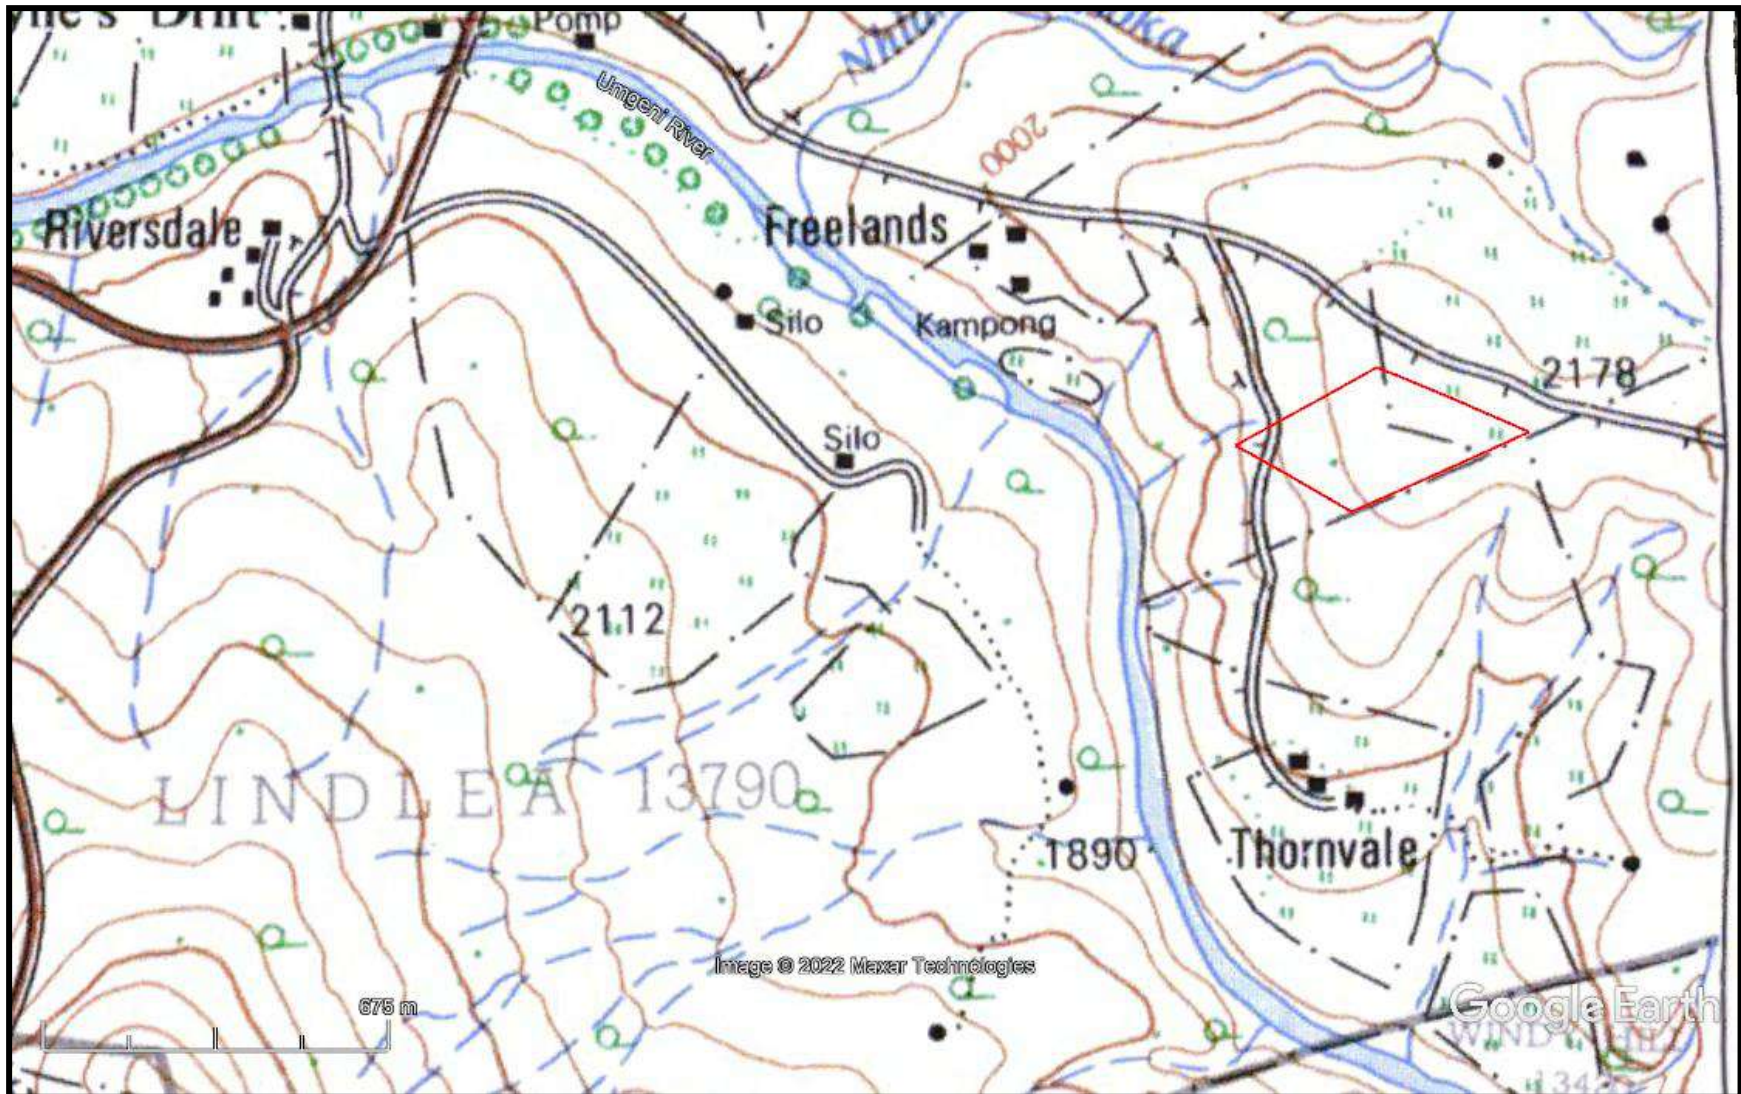 Drift
Pomp
Umgeni River
2000
Riversdale
Freelands
Silo
Kampong
2178
Silo
2112
LINDLEA 13790
1890
Thornvale
Image © 2022 Maxar Technologies
675 m
Google Earth